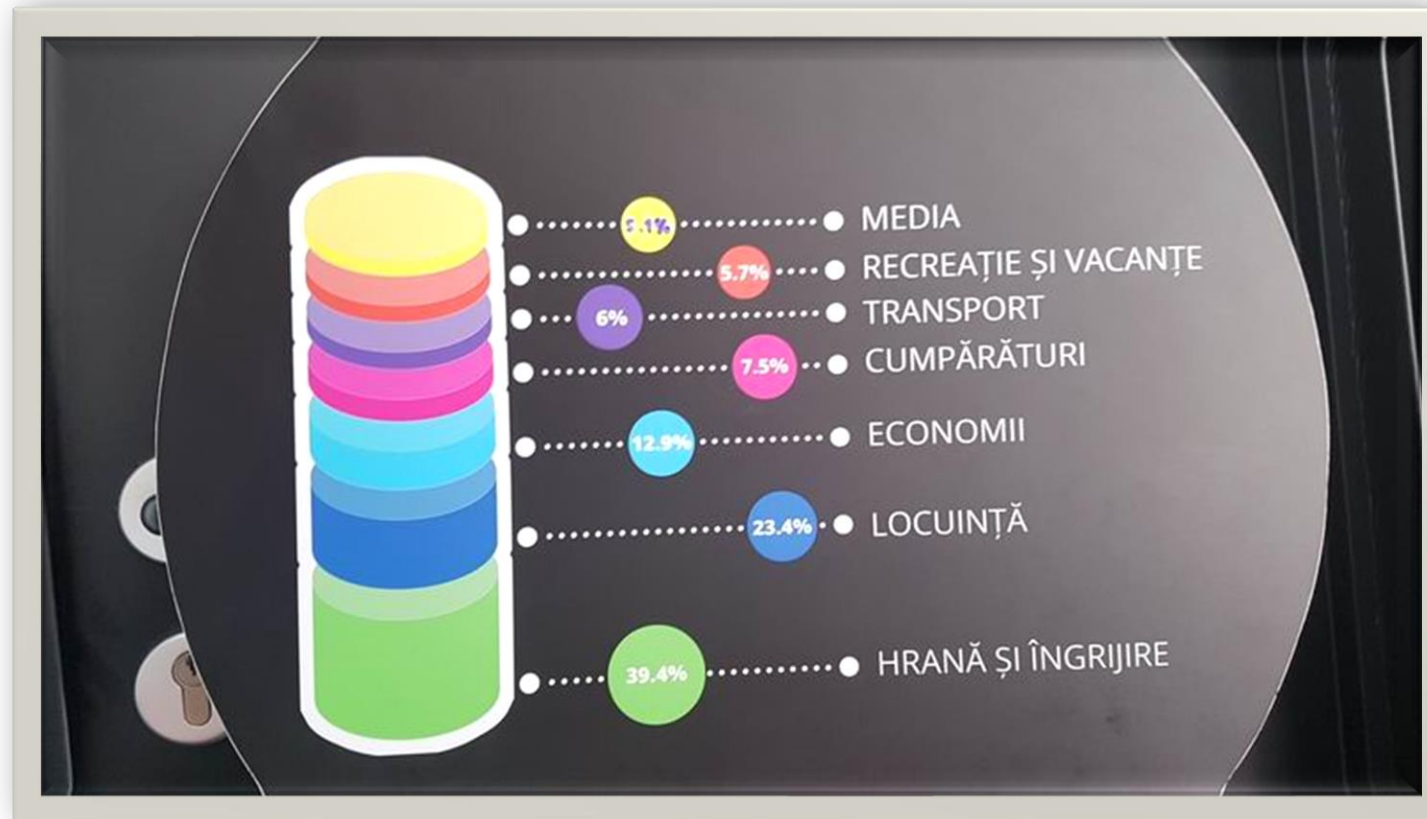 5.1% MEDIA
5.7% RECREAȚIE ȘI VACANȚE
6% TRANSPORT
7.5% CUMPĂRĂTURI
12.9% ECONOMII
23.4% LOCUINȚĂ
39.4% HRANĂ ȘI ÎNGRIJIRE